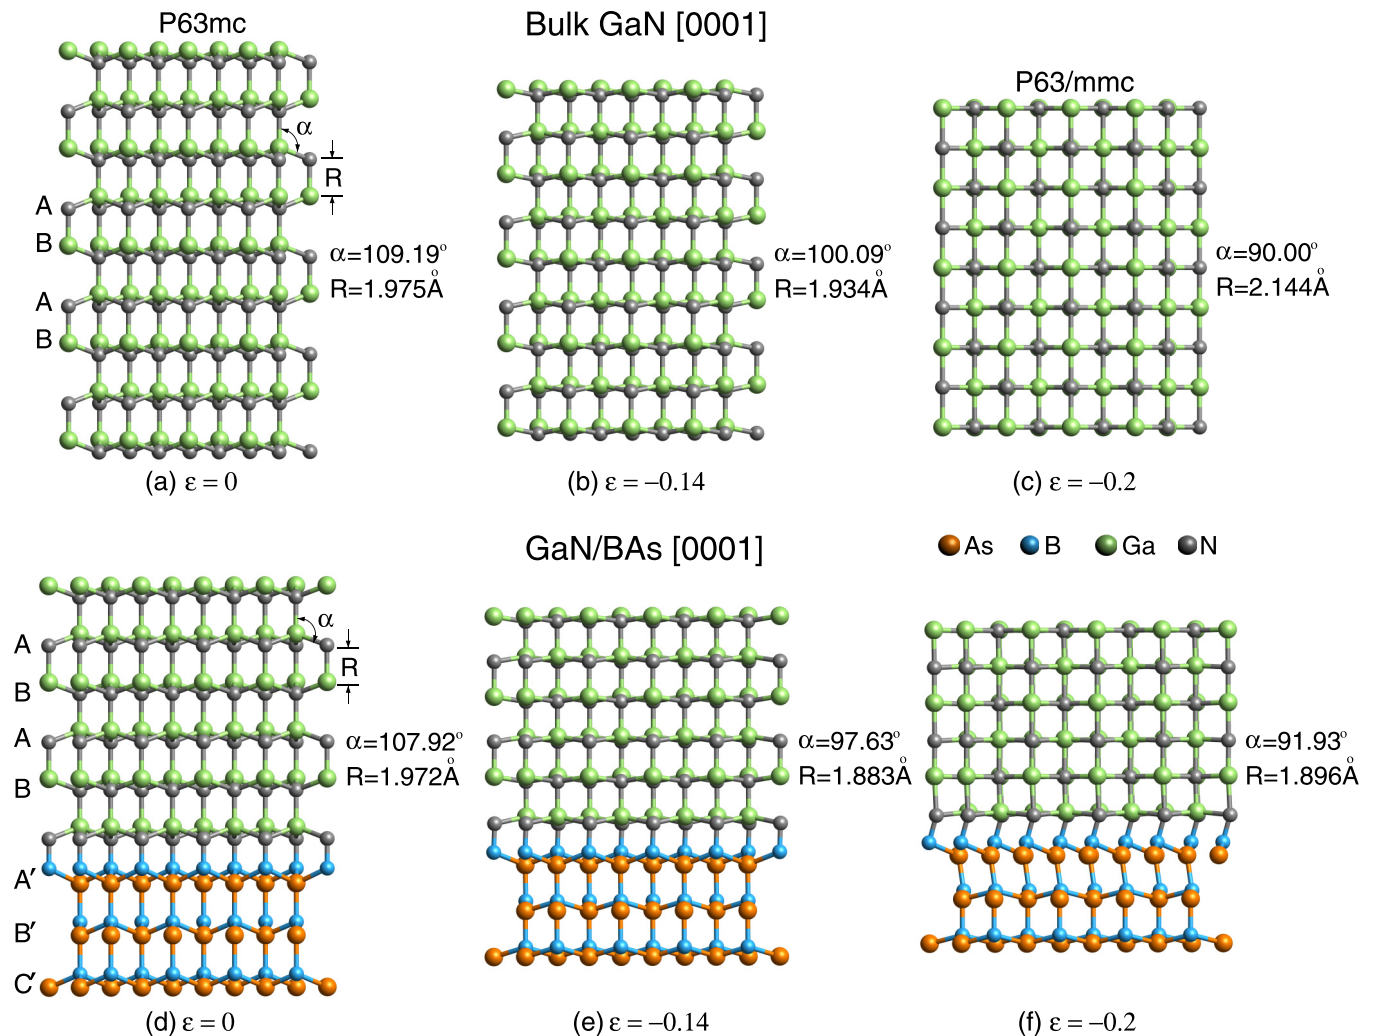 P63mc
Bulk GaN [0001]
P63/mmc
α
R
A
B
A
B
α=109.19°
R=1.975Å
α=100.09°
R=1.934Å
α=90.00°
R=2.144Å
(a) ε = 0
(b) ε = −0.14
(c) ε = −0.2
GaN/BAs [0001]
As B Ga N
α
R
A
B
A
B
A′
B′
C′
α=107.92°
R=1.972Å
α=97.63°
R=1.883Å
α=91.93°
R=1.896Å
(d) ε = 0
(e) ε = −0.14
(f) ε = −0.2